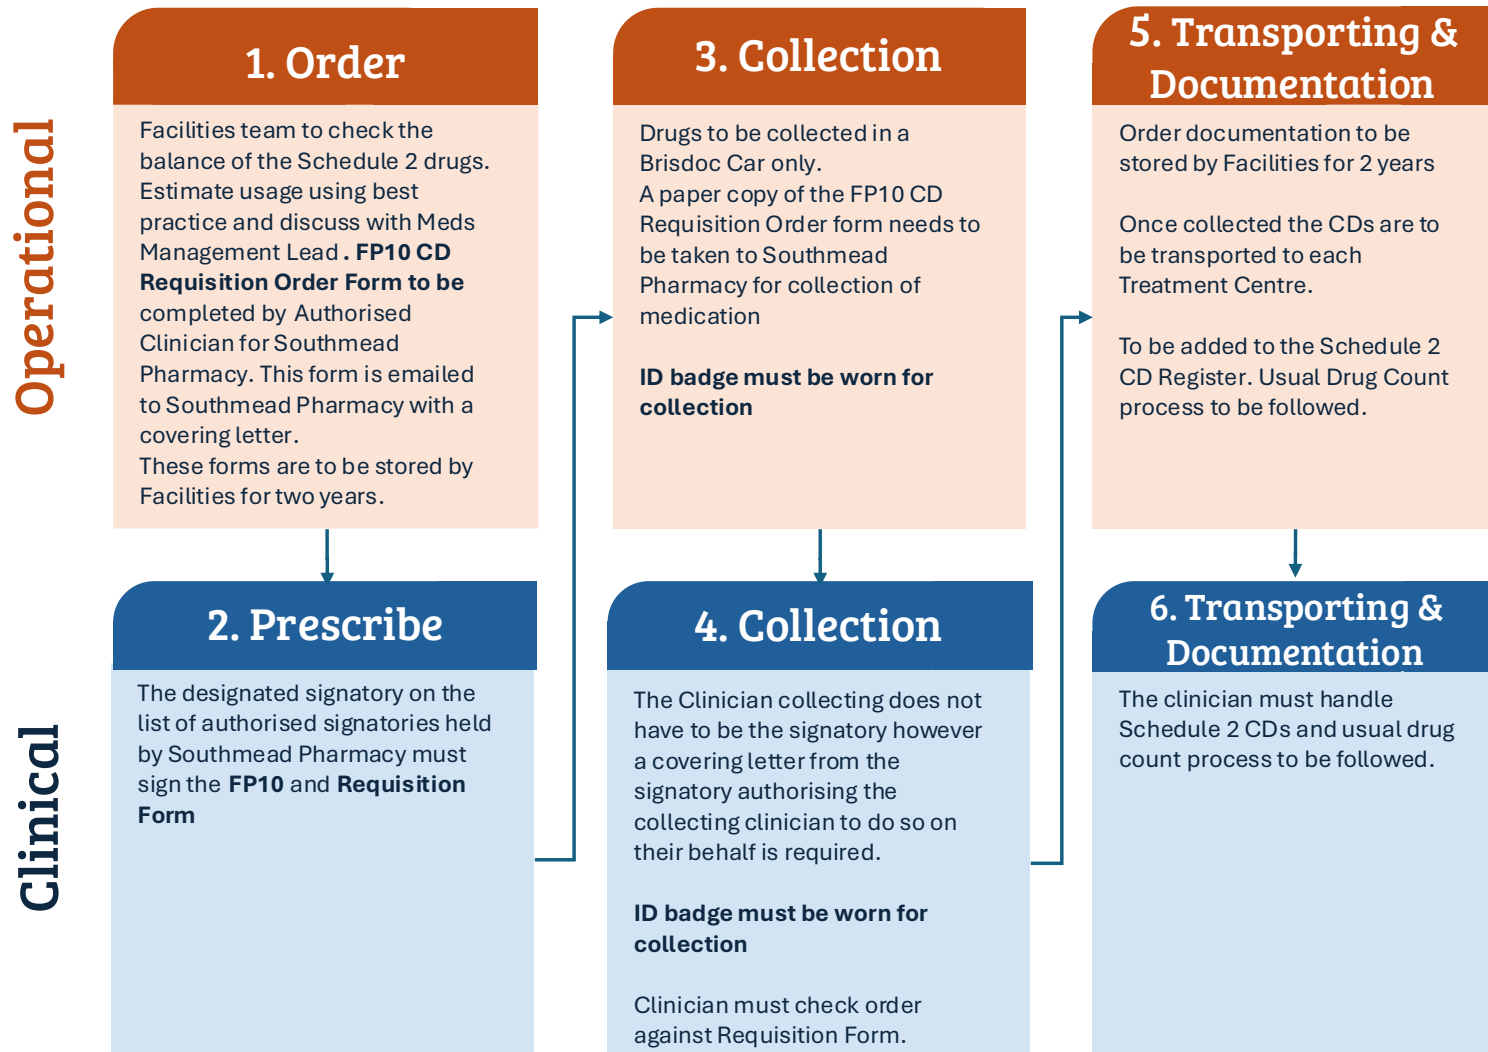 Operational
1. Order
Facilities team to check the
balance of the Schedule 2 drugs.
Estimate usage using best
practice and discuss with Meds
Management Lead . FP10 CD
Requisition Order Form to be
completed by Authorised
Clinician for Southmead
Pharmacy. This form is emailed
to Southmead Pharmacy with a
covering letter.
These forms are to be stored by
Facilities for two years.
Clinical
2. Prescribe
The designated signatory on the
list of authorised signatories held
by Southmead Pharmacy must
sign the FP10 and Requisition
Form
3. Collection
Drugs to be collected in a
Brisdoc Car only.
A paper copy of the FP10 CD
Requisition Order form needs to
be taken to Southmead
Pharmacy for collection of
medication
ID badge must be worn for
collection
4. Collection
The Clinician collecting does not
have to be the signatory however
a covering letter from the
signatory authorising the
collecting clinician to do so on
their behalf is required.
ID badge must be worn for
collection
Clinician must check order
against Requisition Form.
5. Transporting &
Documentation
Order documentation to be
stored by Facilities for 2 years
Once collected the CDs are to
be transported to each
Treatment Centre.
To be added to the Schedule 2
CD Register. Usual Drug Count
process to be followed.
6. Transporting &
Documentation
The clinician must handle
Schedule 2 CDs and usual drug
count process to be followed.